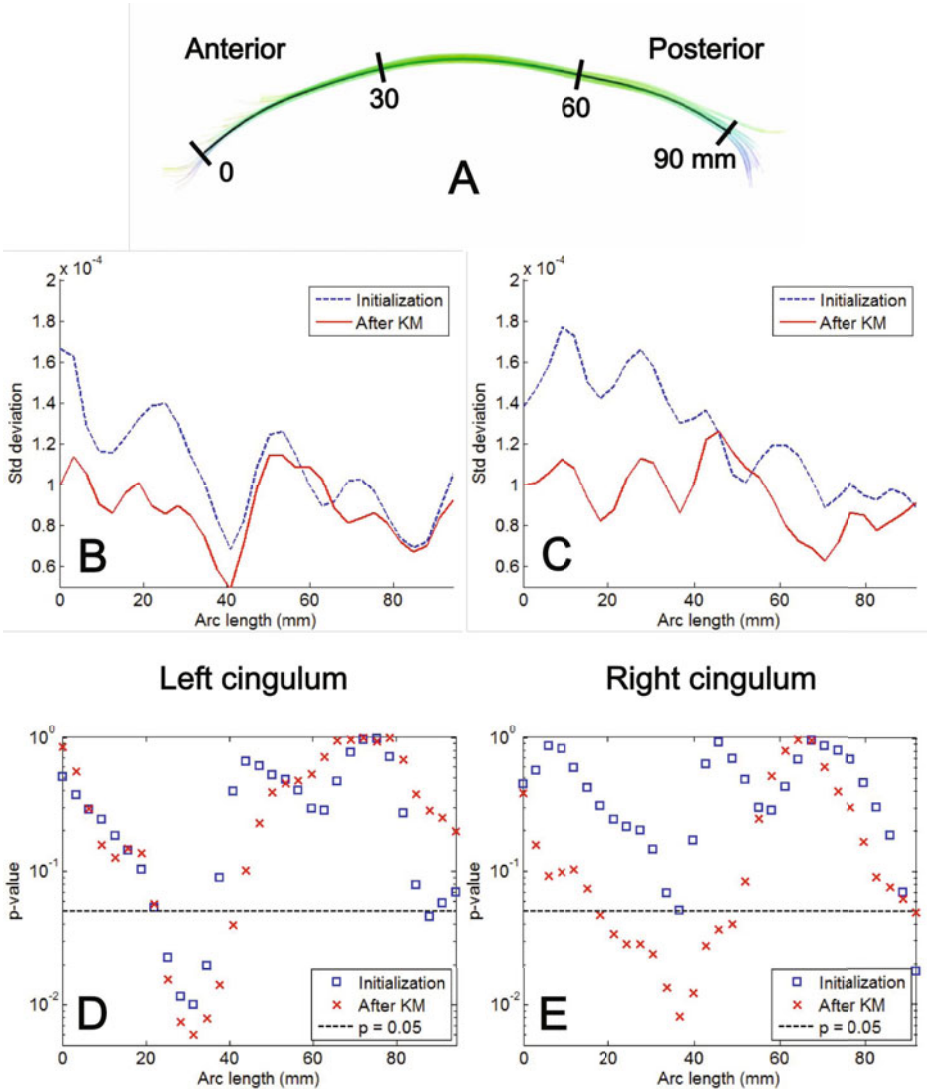 Anterior
Posterior
30
60
0
90 mm
A
x 10⁻⁴
2
1.8
1.6
1.4
1.2
1
0.8
0.6
Std deviation
Initialization
After KM
B
0 20 40 60 80
Arc length (mm)
x 10⁻⁴
2
1.8
1.6
1.4
1.2
1
0.8
0.6
Std deviation
Initialization
After KM
C
0 20 40 60 80
Arc length (mm)
Left cingulum
10⁰
10⁻¹
10⁻²
p-value
Initialization
After KM
p = 0.05
D
0 20 40 60 80
Arc length (mm)
Right cingulum
10⁰
10⁻¹
10⁻²
p-value
Initialization
After KM
p = 0.05
E
0 20 40 60 80
Arc length (mm)